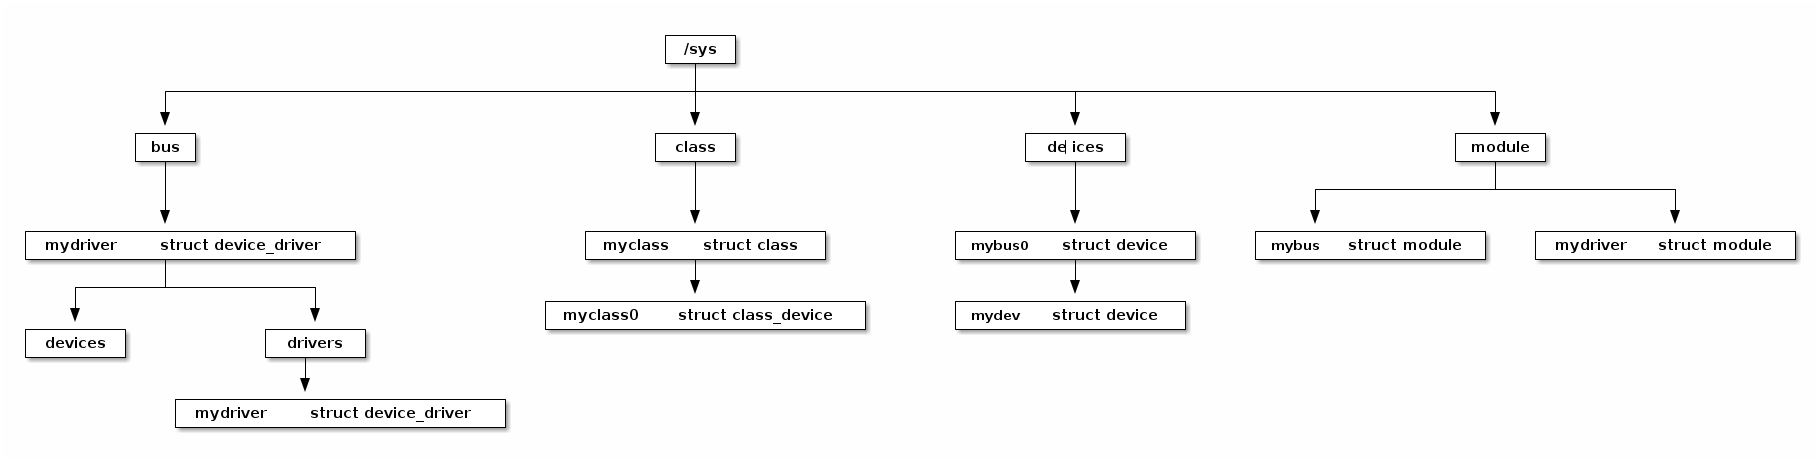 /sys
bus class de ices module
mydriver struct device_driver myclass struct class mybus0 struct device mybus struct module mydriver struct module
myclass0 struct class_device mydev struct device
devices drivers
mydriver struct device_driver